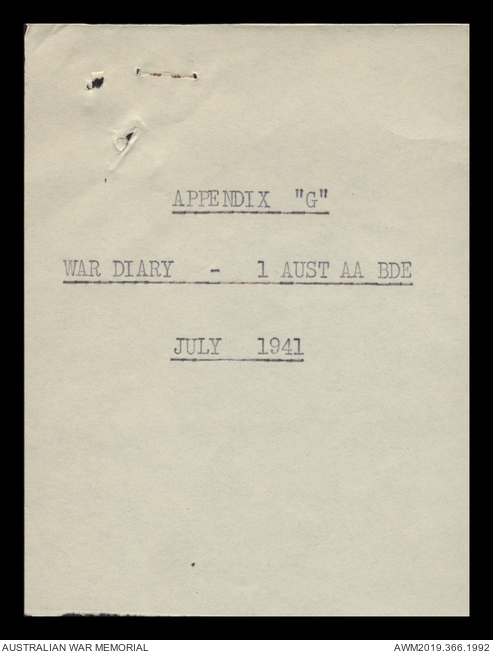 APPENDIX "G"
WAR DIARY - 1 AUST AA BDE
JULY 1941
AUSTRALIAN WAR MEMORIAL AWM2019.366.1992